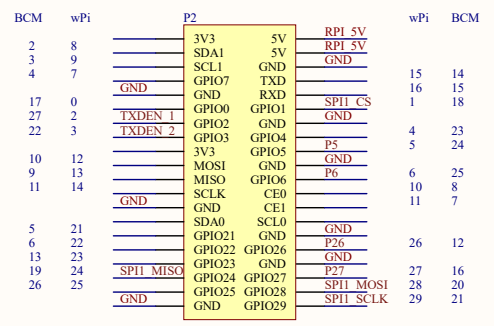 BCM wPi P2 wPi BCM
RPI_5V
3V3 5V
RPI_5V
2 8 SDA1 5V
GND
3 9 SCL1 GND
4 7 GPIO7 TXD 15 14
GND
GND RXD 16 15
SPI1_CS
17 0 GPIO0 GPIO1 1 18
TXDEN_1 GND
27 2 GPIO2 GND
TXDEN_2
22 3 GPIO3 GPIO4 4 23
P5
3V3 GPIO5 5 24
GND
10 12 MOSI GND
P6
9 13 MISO GPIO6 6 25
11 14 SCLK CE0 10 8
GND
GND CE1 11 7
SDA0 SCL0
GND
5 21 GPIO21 GND
P26
6 22 GPIO22 GPIO26 26 12
GND
13 23 GPIO23 GND
SPI1_MISO P27
19 24 GPIO24 GPIO27 27 16
SPI1_MOSI
26 25 GPIO25 GPIO28 28 20
GND SPI1_SCLK
GND GPIO29 29 21